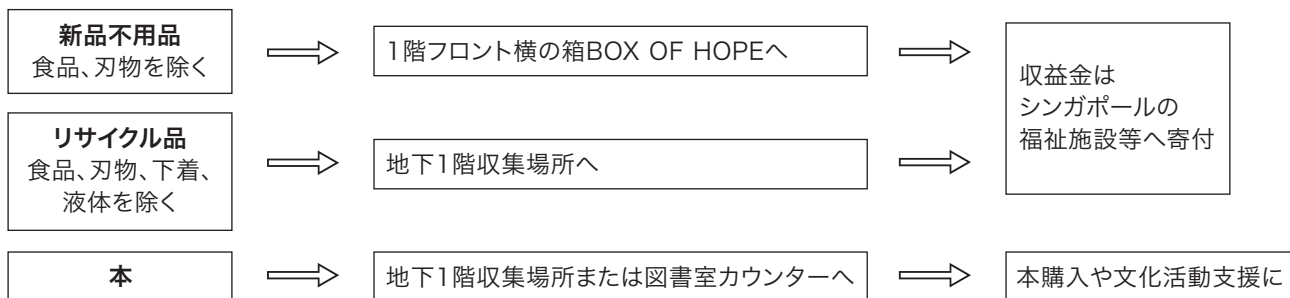 新品不用品
食品、刃物を除く
1階フロント横の箱BOX OF HOPEへ
リサイクル品
食品、刃物、下着、
液体を除く
地下1階収集場所へ
収益金は
シンガポールの
福祉施設等へ寄付
本
地下1階収集場所または図書室カウンターへ
本購入や文化活動支援に